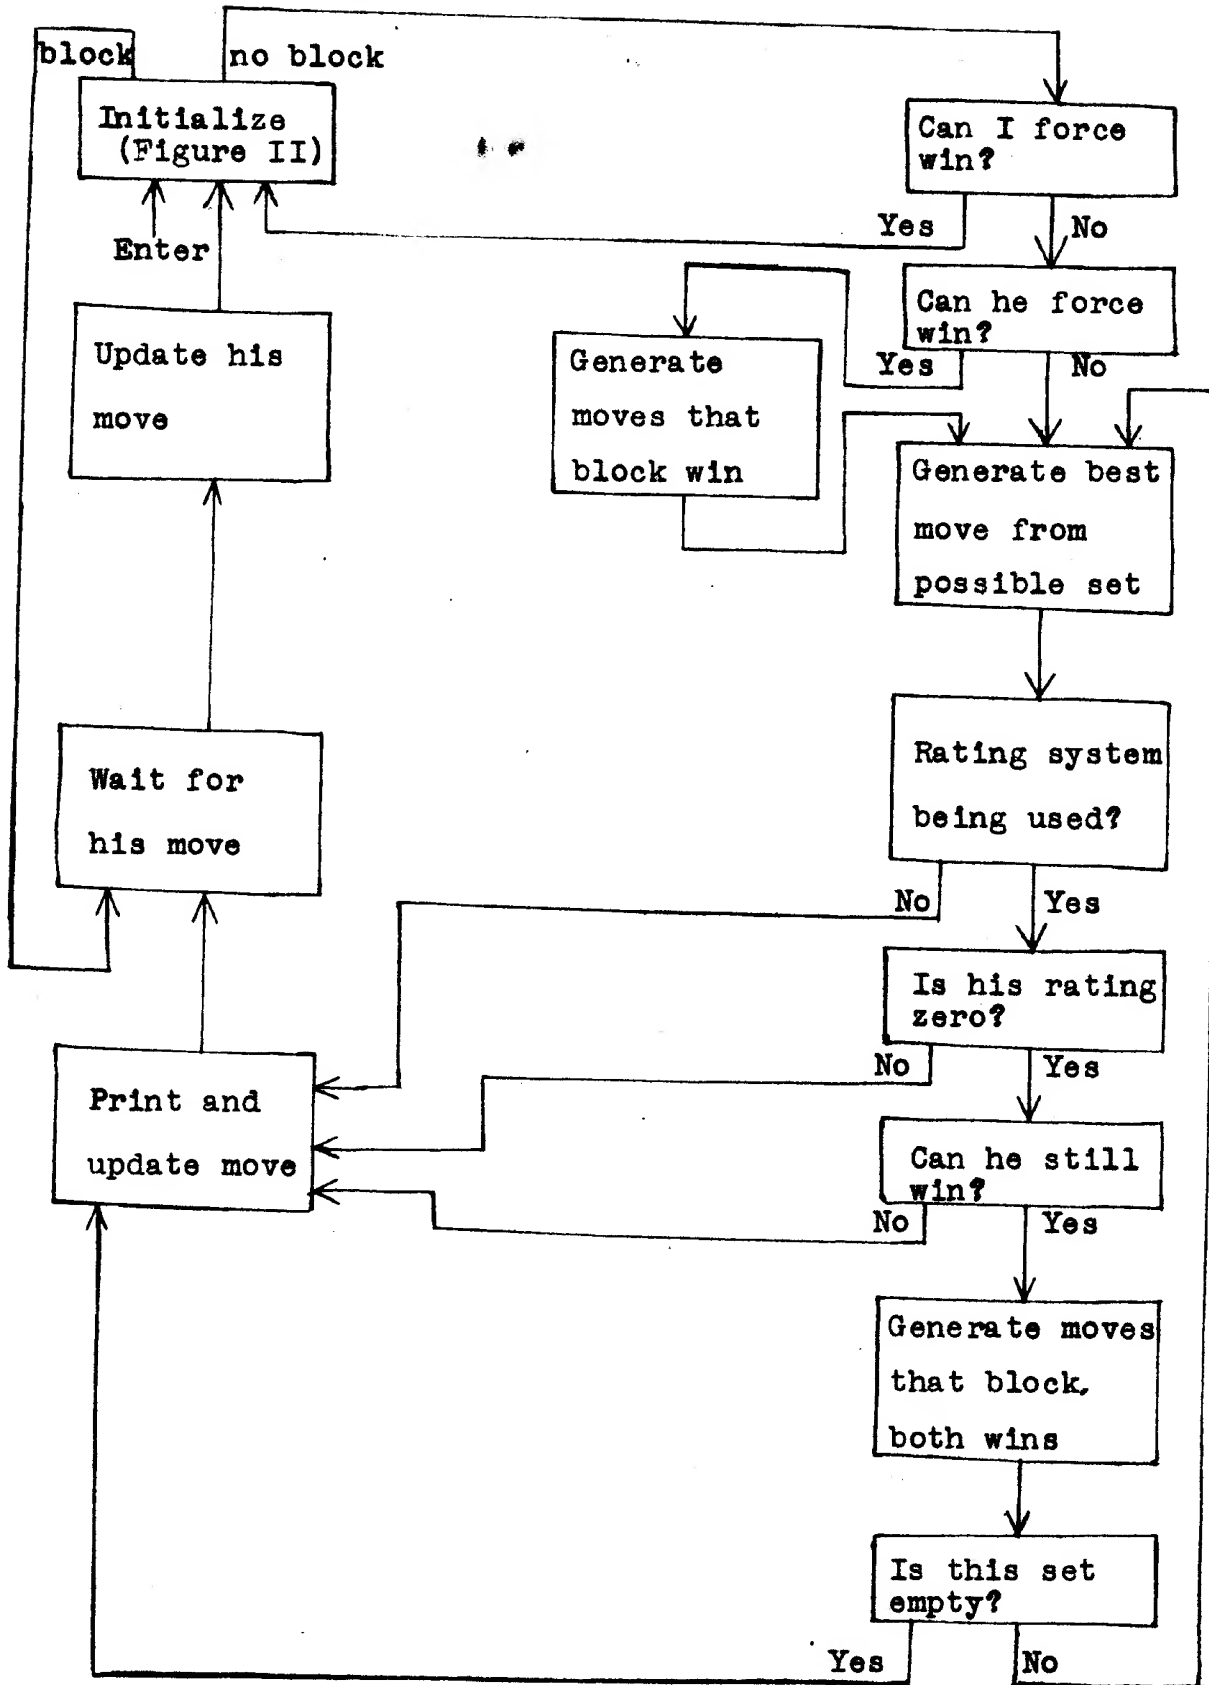 block
no block
Initialize
(Figure II)
Enter
Can I force
win?
Yes
No
Can he force
win?
Yes
No
Generate
moves that
block win
Generate best
move from
possible set
Update his
move
Rating system
being used?
No
Yes
Wait for
his move
Is his rating
zero?
No
Yes
Print and
update move
Can he still
win?
No
Yes
Generate moves
that block,
both wins
Is this set
empty?
Yes
No